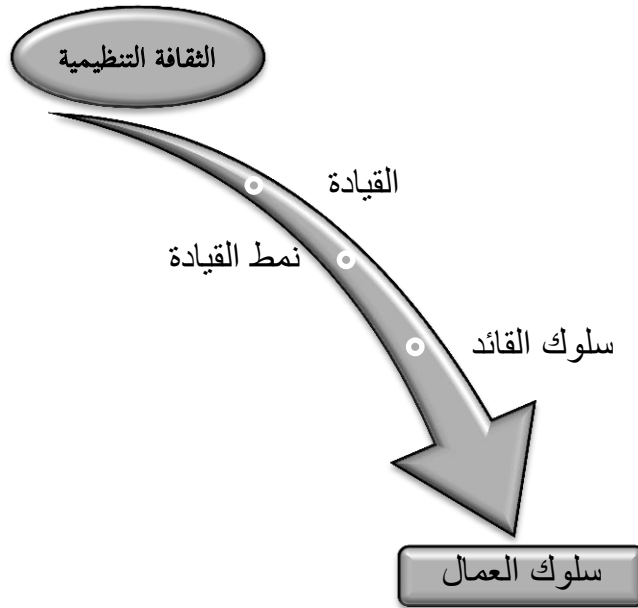 الثقافة التنظيمية
القيادة
نمط القيادة
سلوك القائد
سلوك العمال